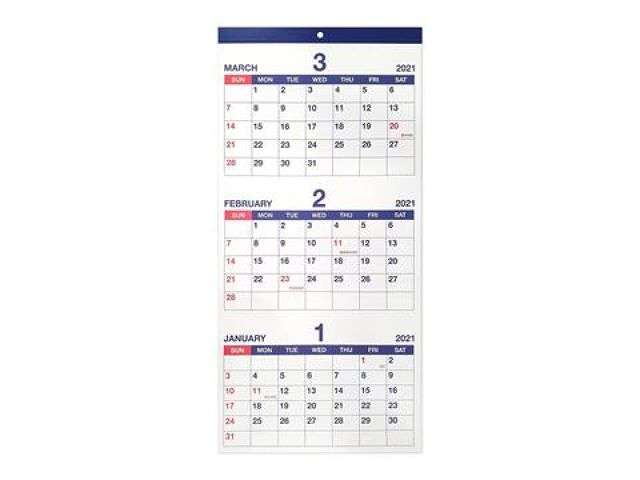 3
MARCH 2021
SUN MON TUE WED THU FRI SAT
1 2 3 4 5 6
7 8 9 10 11 12 13
14 15 16 17 18 19 20
21 22 23 24 25 26 27
28 29 30 31
2
FEBRUARY 2021
SUN MON TUE WED THU FRI SAT
1 2 3 4 5 6
7 8 9 10 11 12 13
14 15 16 17 18 19 20
21 22 23 24 25 26 27
28
1
JANUARY 2021
SUN MON TUE WED THU FRI SAT
1 2
3 4 5 6 7 8 9
10 11 12 13 14 15 16
17 18 19 20 21 22 23
24 25 26 27 28 29 30
31